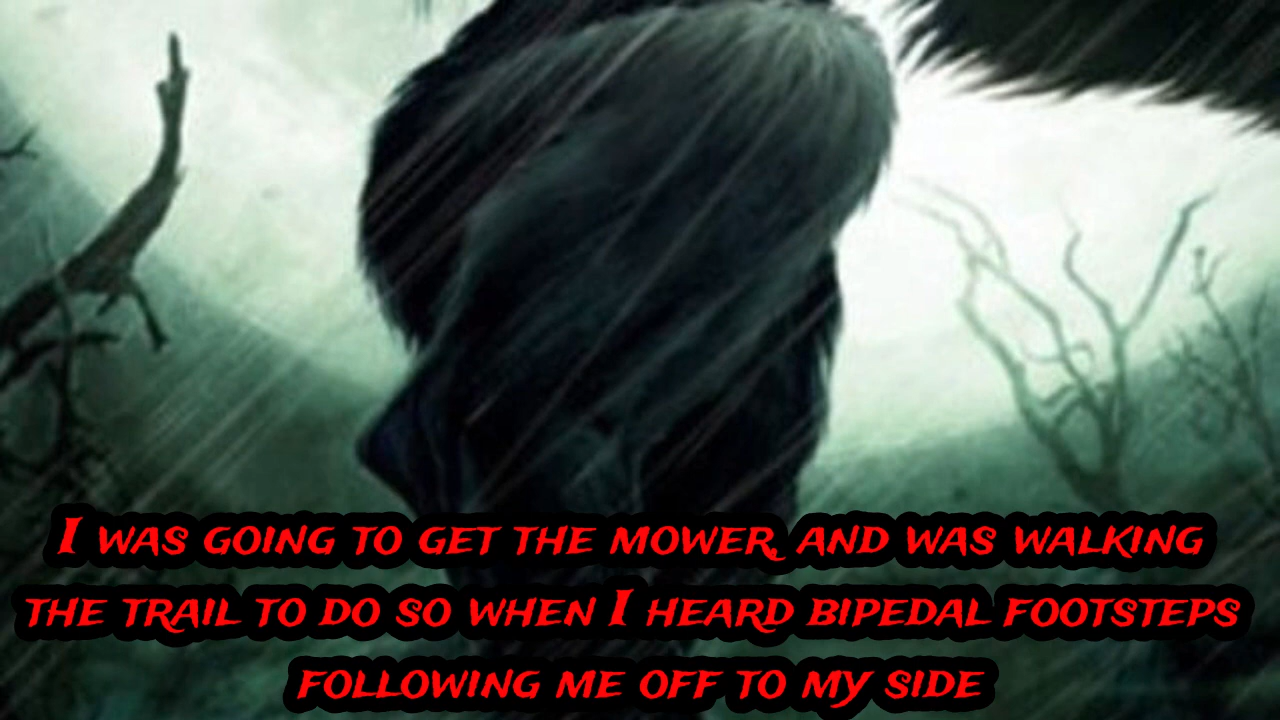 I was going to get the mower and was walking
the trail to do so when I heard bipedal footsteps
following me off to my side